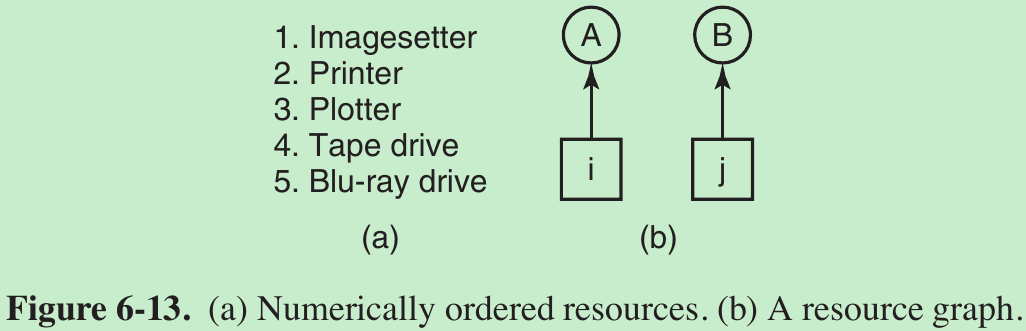 1. Imagesetter
2. Printer
3. Plotter
4. Tape drive
5. Blu-ray drive
(a)
A B
i j
(b)
Figure 6-13. (a) Numerically ordered resources. (b) A resource graph.